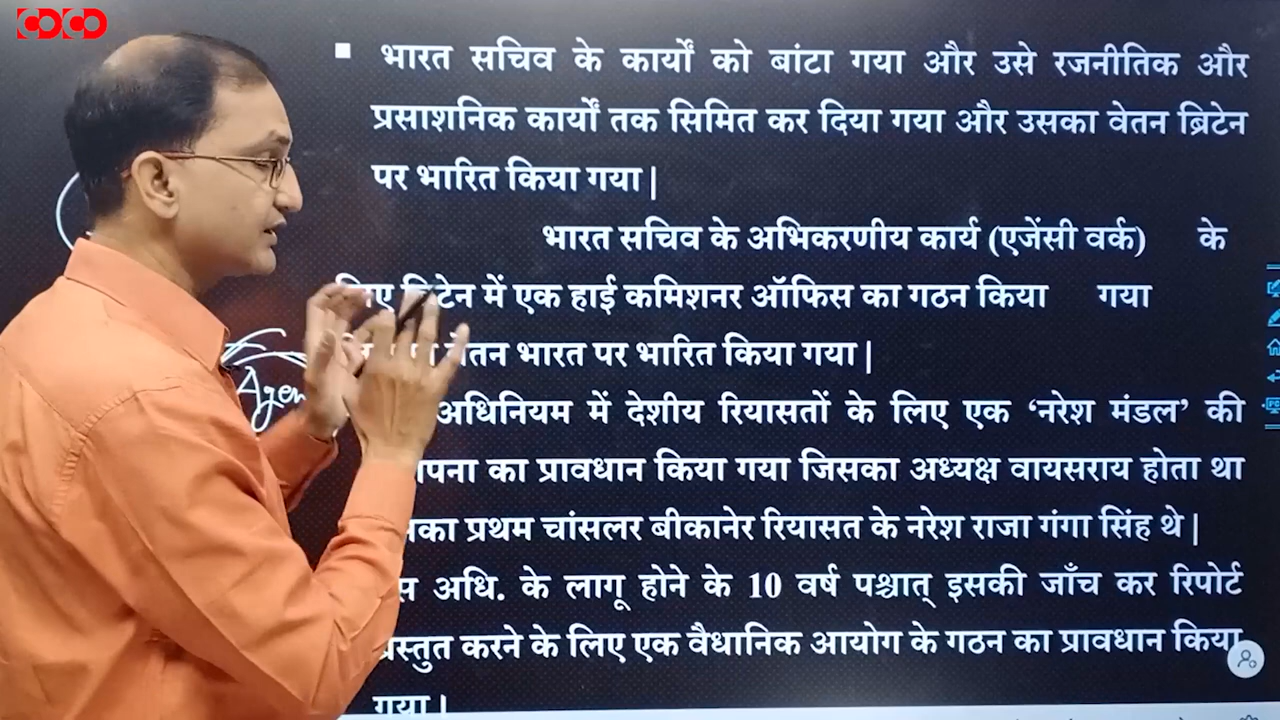 COCO
■ भारत सचिव के कार्यों को बांटा गया और उसे रजनीतिक और
प्रसाशनिक कार्यों तक सिमित कर दिया गया और उसका वेतन ब्रिटेन
पर भारित किया गया |
भारत सचिव के अभिकरणीय कार्य (एजेंसी वर्क) के
में एक हाई कमिशनर ऑफिस का गठन किया गया
वेतन भारत पर भारित किया गया |
Agen
अधिनियम में देशीय रियासतों के लिए एक ‘नरेश मंडल’ की
का प्रावधान किया गया जिसका अध्यक्ष वायसराय होता था
प्रथम चांसलर बीकानेर रियासत के नरेश राजा गंगा सिंह थे |
अधि. के लागू होने के 10 वर्ष पश्चात् इसकी जाँच कर रिपोर्ट
प्रस्तुत करने के लिए एक वैधानिक आयोग के गठन का प्रावधान किया
गया |